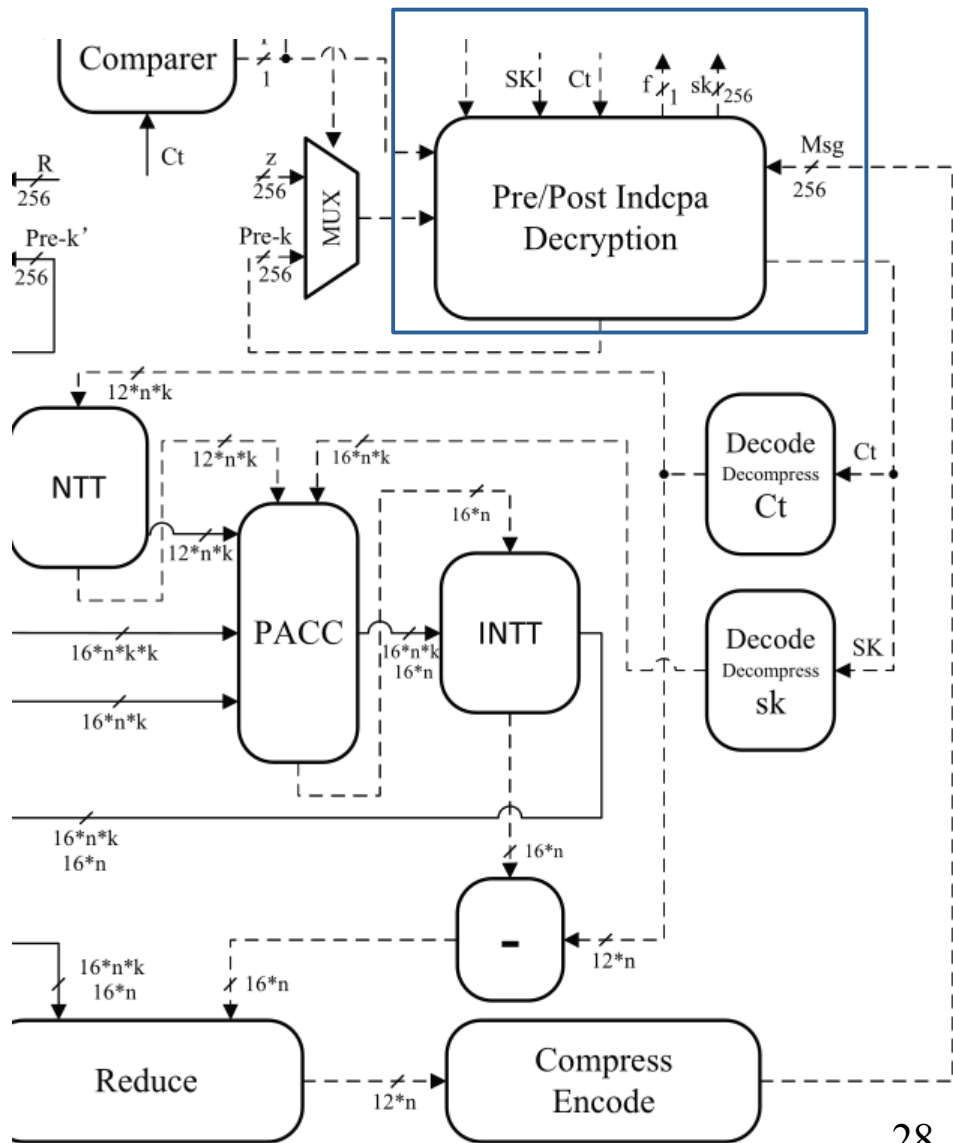 Comparer
1
SK
Ct
f
1
sk
256
Ct
R
256
z
256
MUX
Pre/Post Indcpa
Decryption
Msg
256
Pre-k’
256
Pre-k
256
12*n*k
NTT
12*n*k
16*n*k
16*n
Decode
Decompress
Ct
Ct
12*n*k
PACC
INTT
16*n*k
16*n
16*n*k*k
16*n*k
Decode
Decompress
sk
SK
16*n*k
16*n
16*n
-
12*n
16*n*k
16*n
16*n
Reduce
12*n
Compress
Encode
28